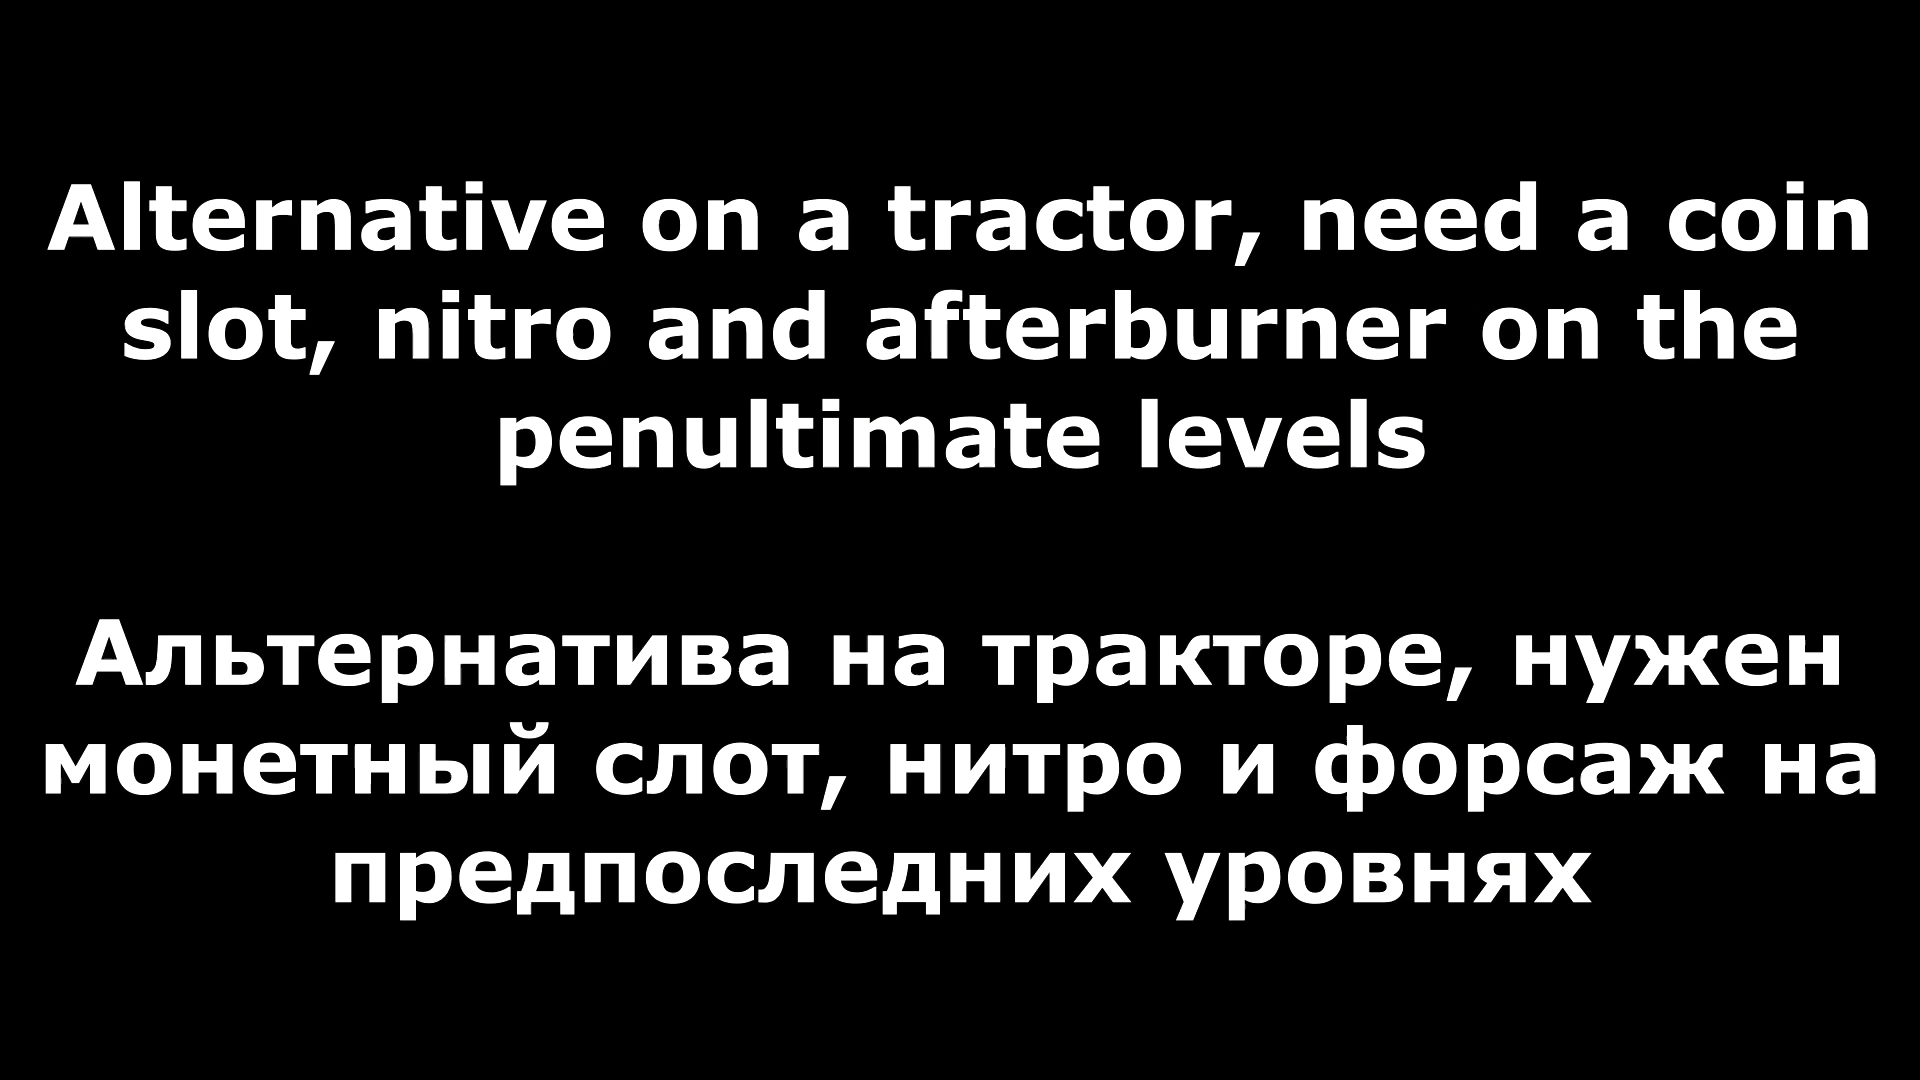 Alternative on a tractor, need a coin
slot, nitro and afterburner on the
penultimate levels
Альтернатива на тракторе, нужен
монетный слот, нитро и форсаж на
предпоследних уровнях